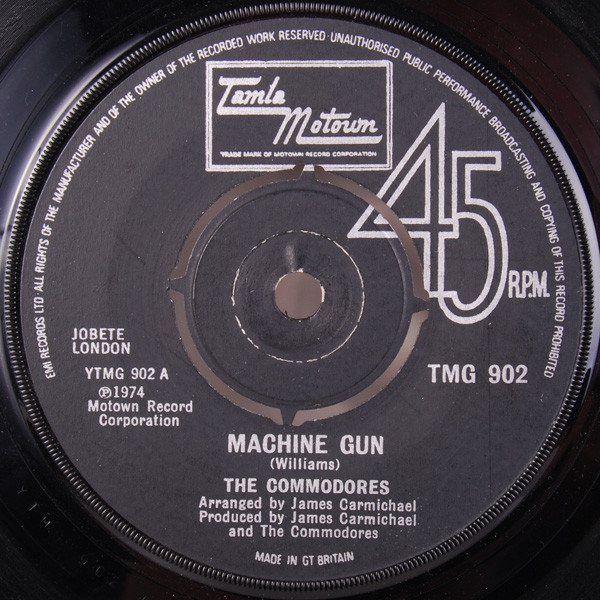 EMI RECORDS LTD · ALL RIGHTS OF THE MANUFACTURER AND OF THE OWNER OF THE RECORDED WORK RESERVED · UNAUTHORISED PUBLIC PERFORMANCE BROADCASTING AND COPYING OF THIS RECORD PROHIBITED
Tamla
Motown
TRADE MARK OF MOTOWN RECORD CORPORATION
45
R.P.M.
JOBETE
LONDON
YTMG 902 A
℗1974
Motown Record
Corporation
TMG 902
MACHINE GUN
(Williams)
THE COMMODORES
Arranged by James Carmichael
Produced by James Carmichael
and The Commodores
MADE IN GT BRITAIN